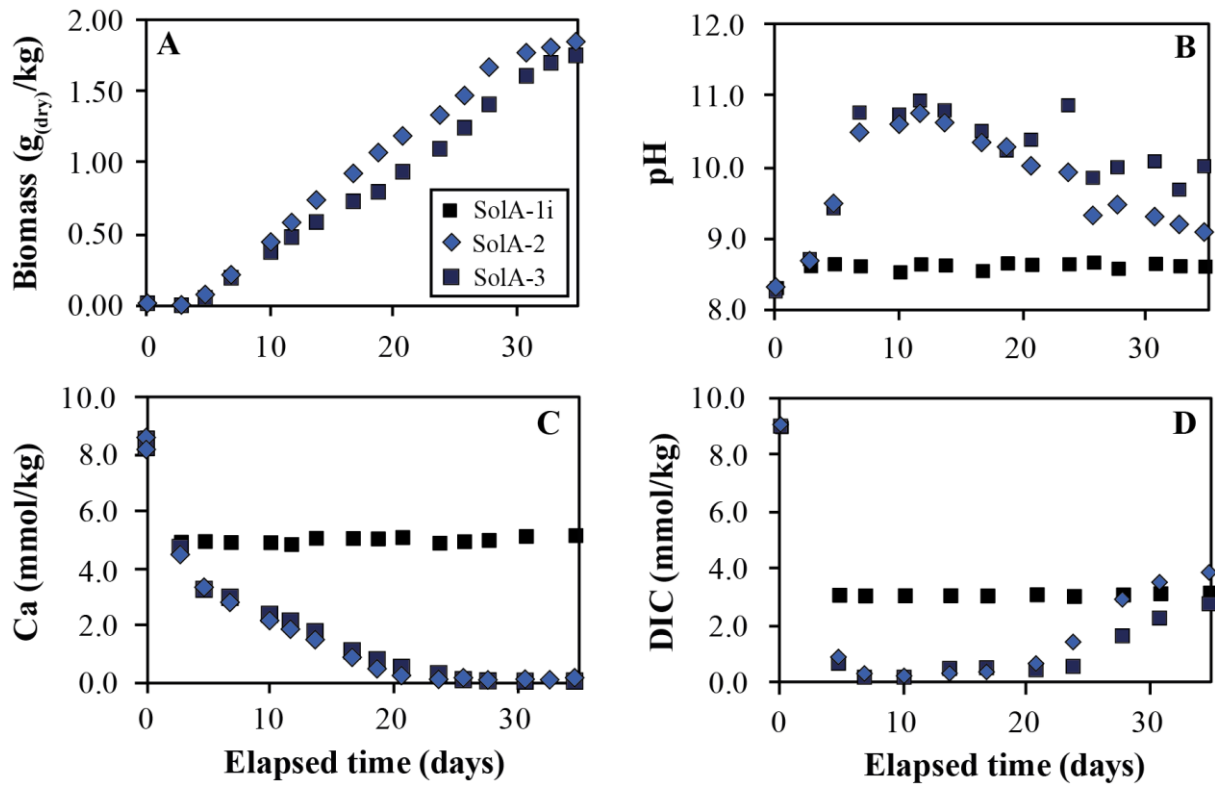 A
Biomass (g(dry)/kg)
2.00
1.50
1.00
0.50
0.00
0
10
20
30
SolA-1i
SolA-2
SolA-3
B
pH
12.0
11.0
10.0
9.0
8.0
0
10
20
30
C
Ca (mmol/kg)
10.0
8.0
6.0
4.0
2.0
0.0
0
10
20
30
Elapsed time (days)
D
DIC (mmol/kg)
10.0
8.0
6.0
4.0
2.0
0.0
0
10
20
30
Elapsed time (days)